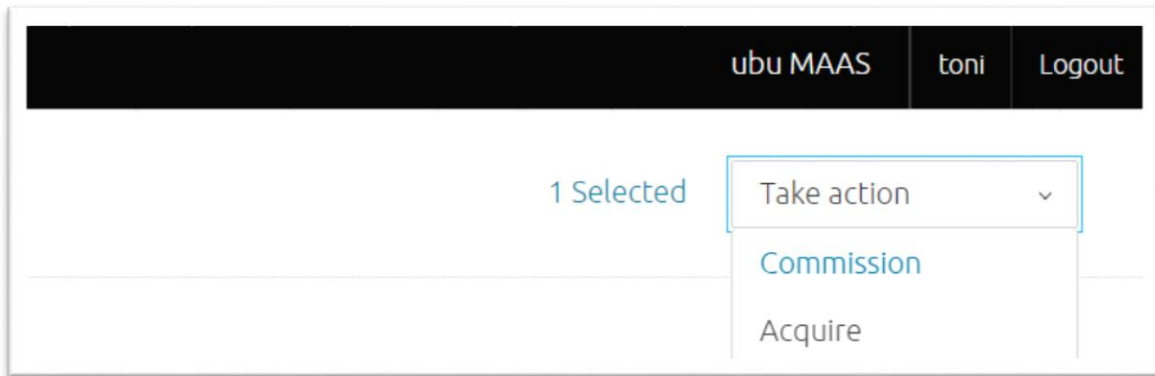 ubu MAAS toni Logout
1 Selected Take action
Commission
Acquire